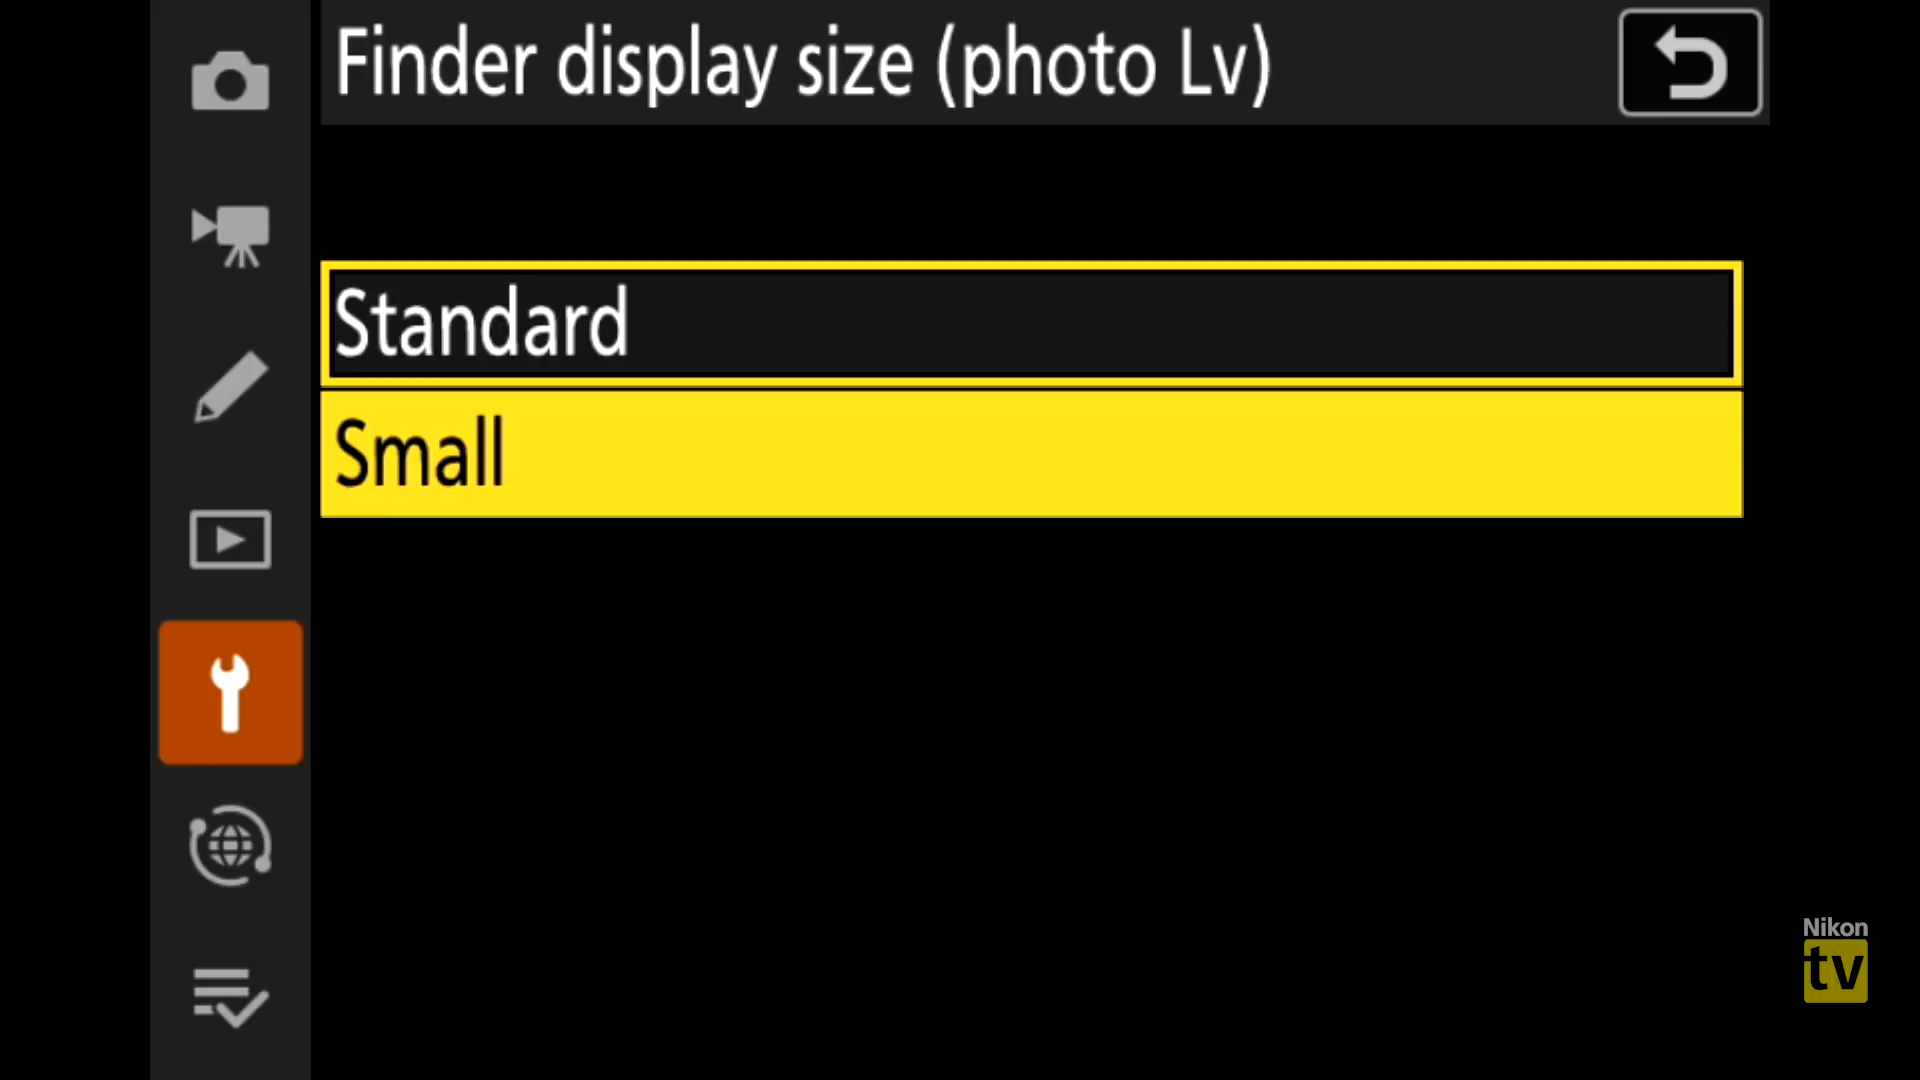 Finder display size (photo Lv)
Standard
Small
Nikon
tv